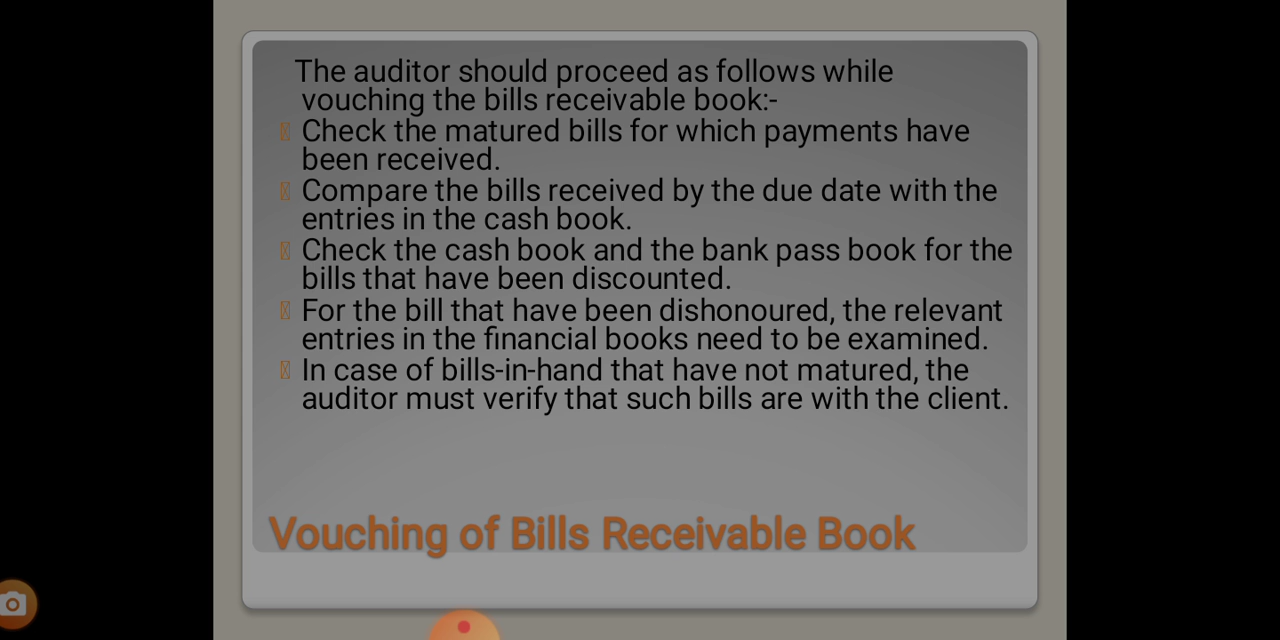 The auditor should proceed as follows while
vouching the bills receivable book:-
Check the matured bills for which payments have
been received.
Compare the bills received by the due date with the
entries in the cash book.
Check the cash book and the bank pass book for the
bills that have been discounted.
For the bill that have been dishonoured, the relevant
entries in the financial books need to be examined.
In case of bills-in-hand that have not matured, the
auditor must verify that such bills are with the client.
Vouching of Bills Receivable Book